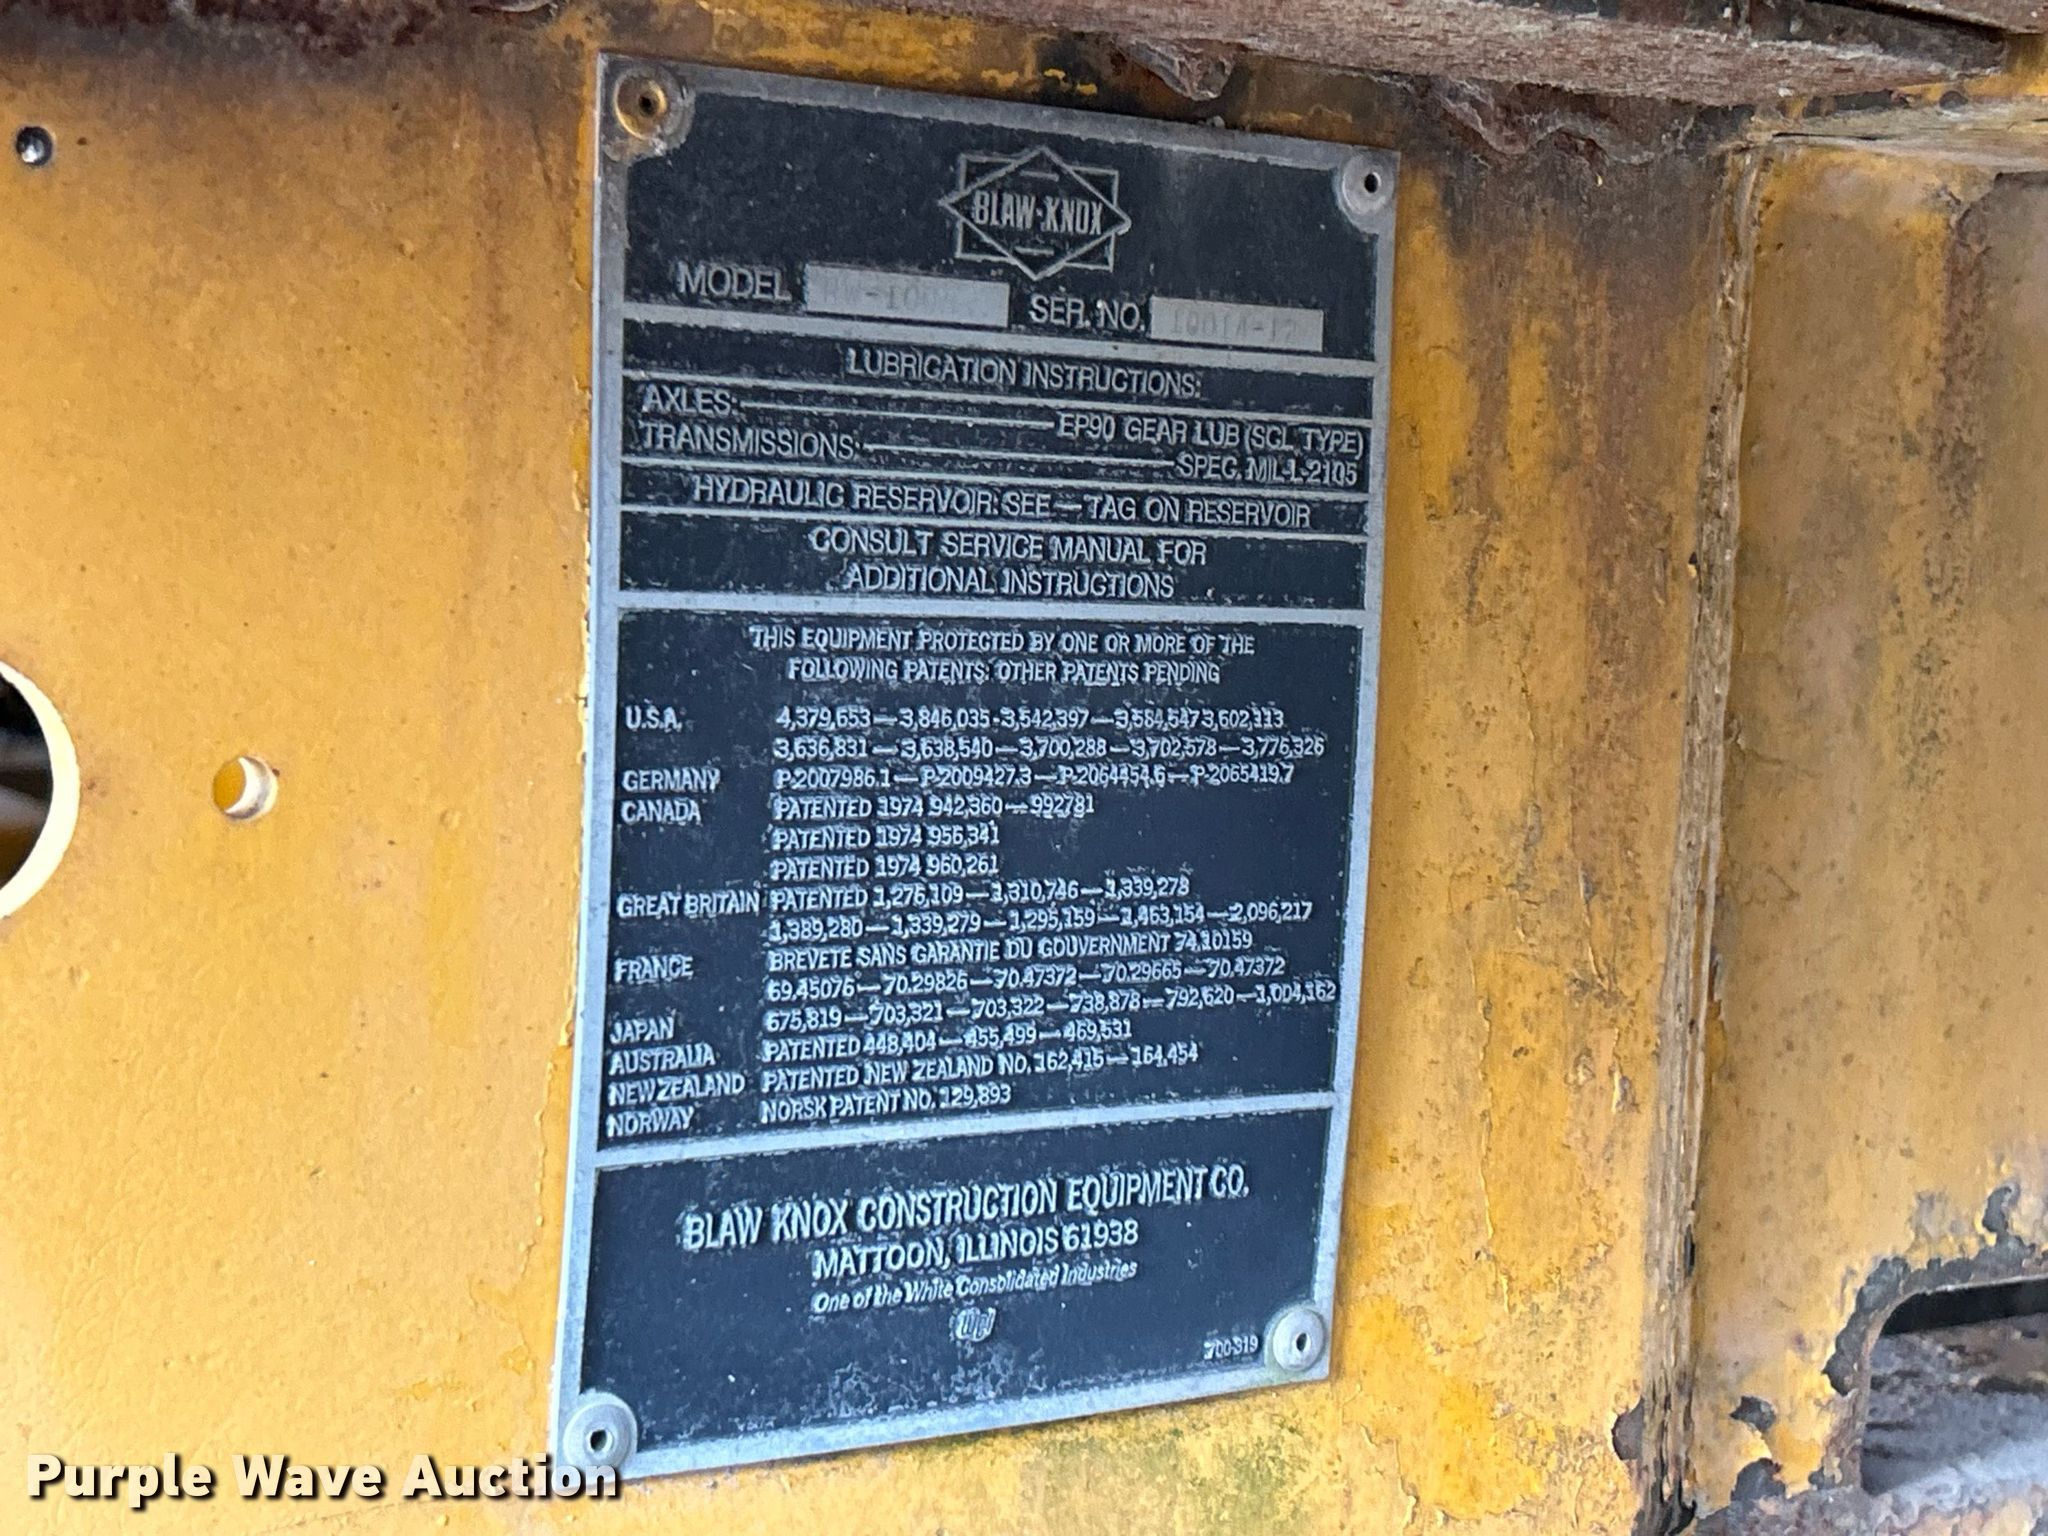 BLAW-KNOX
MODEL SER. NO.
LUBRICATION INSTRUCTIONS:
AXLES: EP90 GEAR LUB (SCL TYPE)
TRANSMISSIONS: SPEC. MIL-L-2105
HYDRAULIC RESERVOIR: SEE — TAG ON RESERVOIR
CONSULT SERVICE MANUAL FOR
ADDITIONAL INSTRUCTIONS
THIS EQUIPMENT PROTECTED BY ONE OR MORE OF THE
FOLLOWING PATENTS: OTHER PATENTS PENDING
U.S.A. 4,379,653—3,846,035-3,542,397—3,584,547 3,602,113
3,636,831—3,638,540—3,700,288—3,702,578—3,776,326
GERMANY P-2007986.1—P-2009427.3—P-2064454.6—P-2065419.7
CANADA PATENTED 1974 942,360—992781
PATENTED 1974 956,341
PATENTED 1974 960,261
GREAT BRITAIN PATENTED 1,276,109—1,310,746—1,339,278
1,389,280—1,339,279—1,295,159—1,463,154—2,096,217
FRANCE BREVETE SANS GARANTIE DU GOUVERNMENT 74.10159
69.45076—70.29826—70.47372—70.29665—70.47372
JAPAN 675,819—703,321—703,322—738,878—792,620—1,004,162
AUSTRALIA PATENTED 448,404—455,499—469,531
NEW ZEALAND PATENTED NEW ZEALAND NO. 162,415—164,454
NORWAY NORSK PATENT NO. 129,893
BLAW KNOX CONSTRUCTION EQUIPMENT CO.
MATTOON, ILLINOIS 61938
One of the White Consolidated Industries
WCI
700-319
Purple Wave Auction